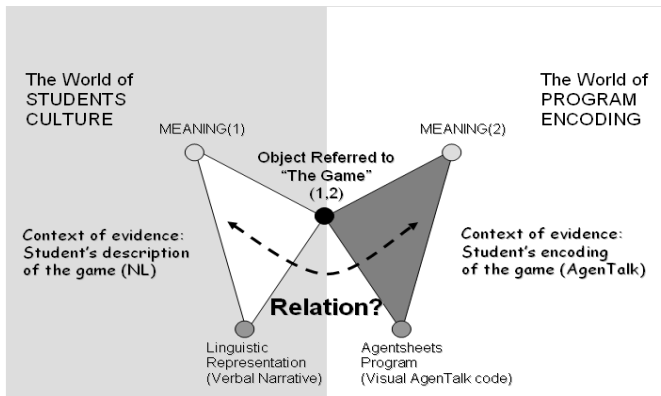 The World of
STUDENTS
CULTURE
The World of
PROGRAM
ENCODING
MEANING(1)
MEANING(2)
Object Referred to
“The Game”
(1,2)
Context of evidence:
Student's description
of the game (NL)
Context of evidence:
Student's encoding
of the game (AgenTalk)
Relation?
Linguistic
Representation
(Verbal Narrative)
Agentsheets
Program
(Visual AgenTalk code)